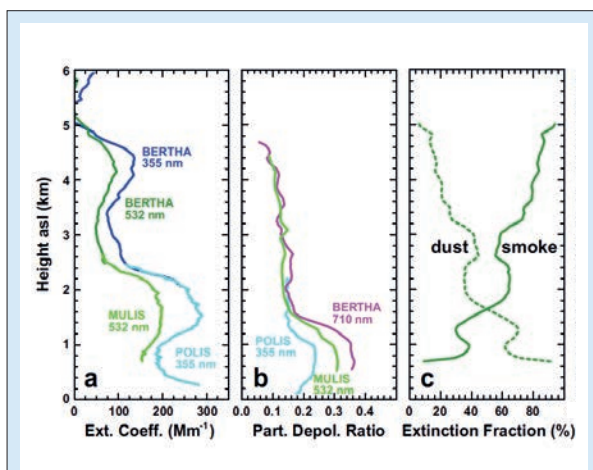 6
5
4
3
2
1
0
Height asl (km)
BERTHA
355 nm
BERTHA
532 nm
MULIS
532 nm
POLIS
355 nm
a
0 100 200 300
Ext. Coeff. (Mm-1)
BERTHA
710 nm
POLIS
355 nm
MULIS
532 nm
b
0.0 0.1 0.2 0.3 0.4
Part. Depol. Ratio
dust smoke
c
0 20 40 60 80
Extinction Fraction (%)